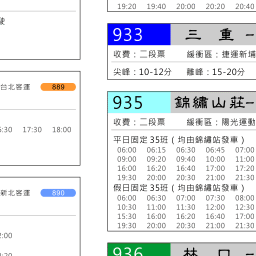 駛
台北客運 889
5:30 17:30 18:00
新北客運 890
19:20 19:40 20:00 20:20 20:40
933 三 重 -
收費：二段票 緩衝區：捷運新埔
尖峰：10-12分 離峰：15-20分
935 錦繡山莊-
收費：二段票 緩衝區：陽光運動
平日固定35班 ( 均由錦繡站發車 )
06:00 06:15 06:30 06:45 07:00
09:00 09:20 09:40 10:00 11:00
16:00 16:20 16:40 17:00 17:20
19:30 20:00 20:30 21:00 21:30
假日固定35班 ( 均由錦繡站發車 )
06:00 06:30 07:00 07:30 08:00
10:30 11:00 11:30 12:00 12:30
15:30 16:00 16:20 16:40 17:00
19:30 20:00 20:30 21:00 21:30
936 林 口 -